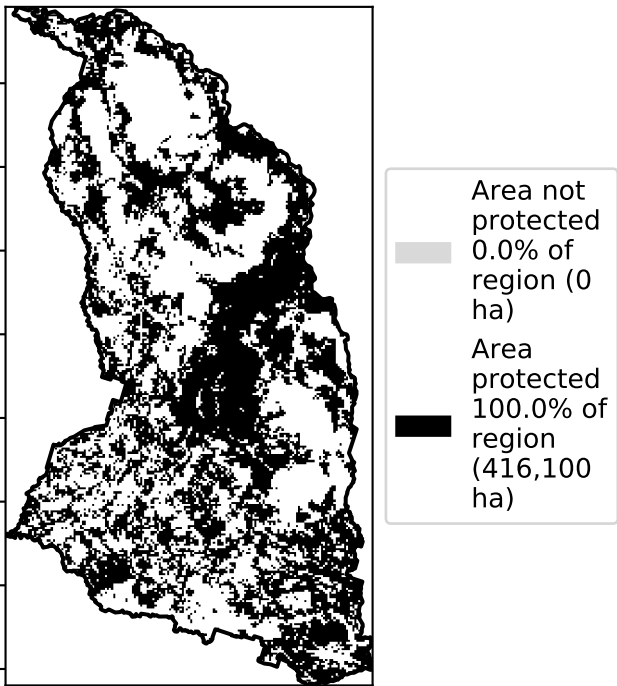 Area not
protected
0.0% of
region (0
ha)
Area
protected
100.0% of
region
(416,100
ha)